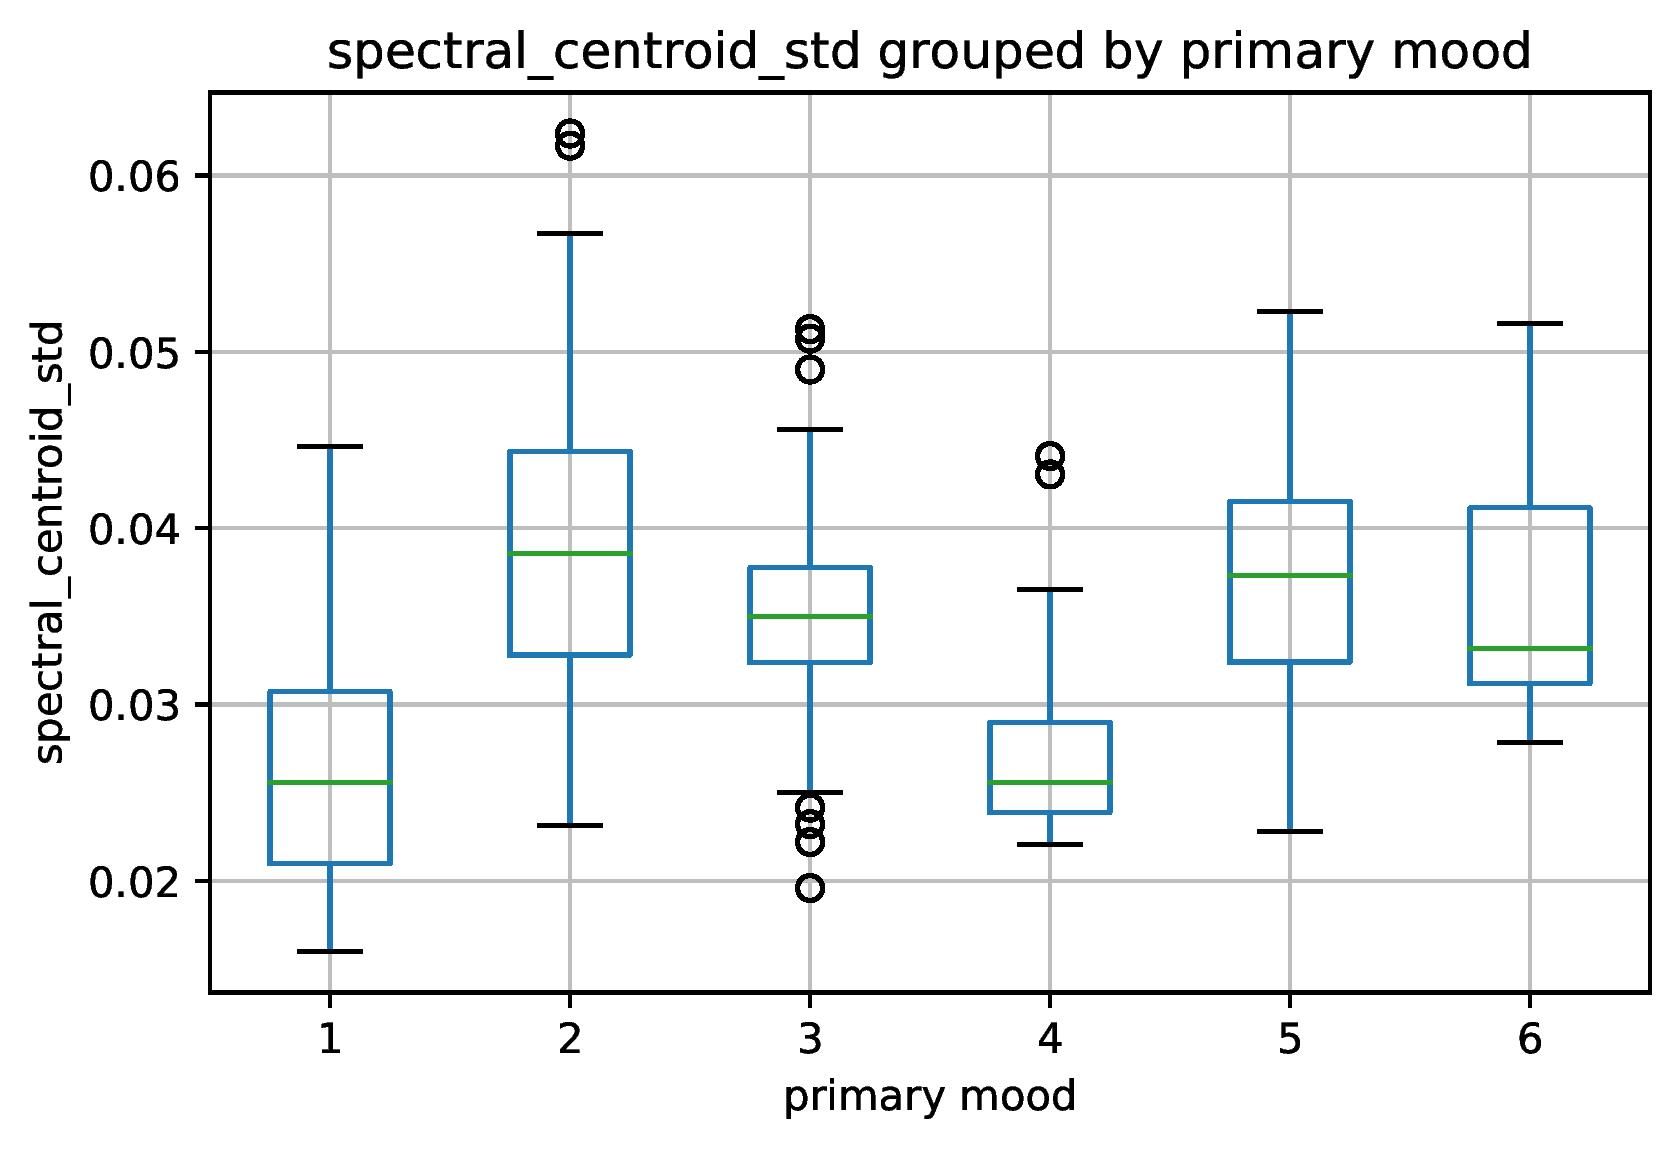 spectral_centroid_std grouped by primary mood
spectral_centroid_std
0.06
0.05
0.04
0.03
0.02
1 2 3 4 5 6
primary mood